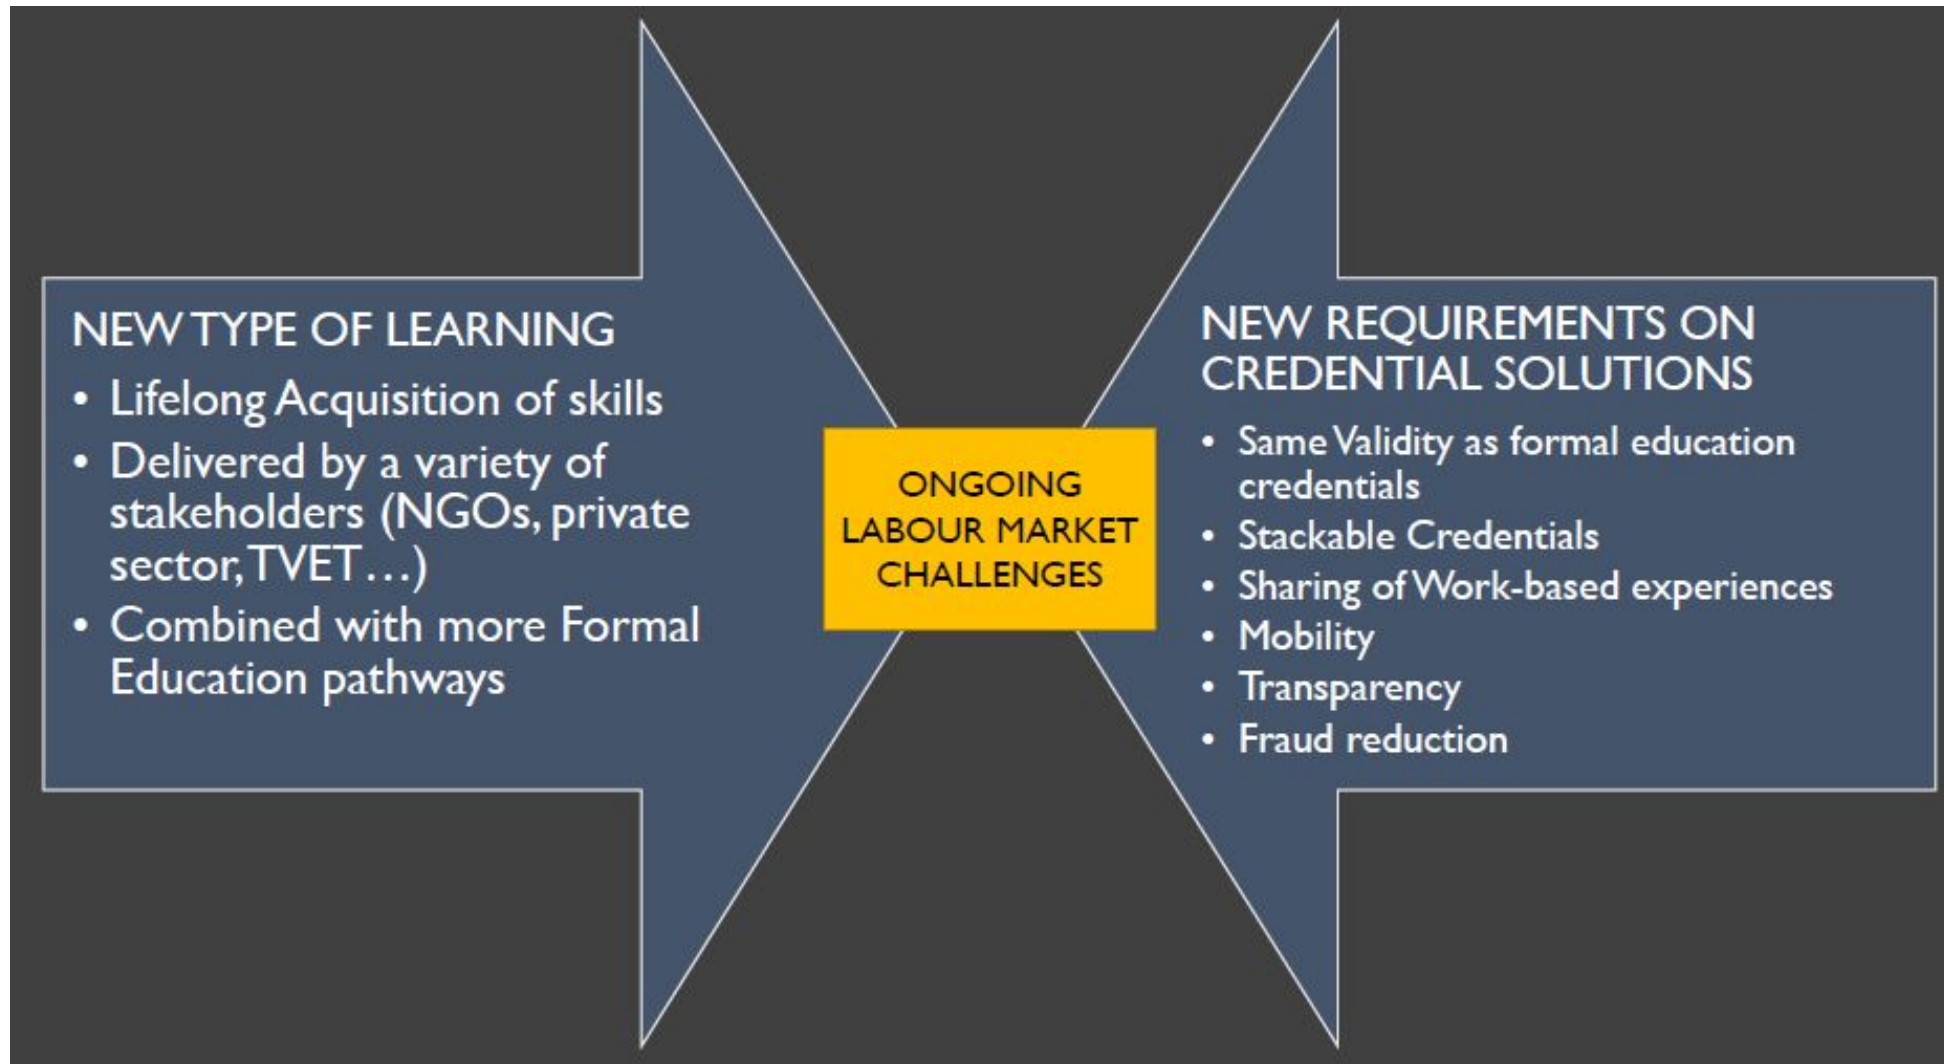 NEW TYPE OF LEARNING
• Lifelong Acquisition of skills
• Delivered by a variety of
stakeholders (NGOs, private
sector, TVET…)
• Combined with more Formal
Education pathways
ONGOING
LABOUR MARKET
CHALLENGES
NEW REQUIREMENTS ON
CREDENTIAL SOLUTIONS
• Same Validity as formal education
credentials
• Stackable Credentials
• Sharing of Work-based experiences
• Mobility
• Transparency
• Fraud reduction